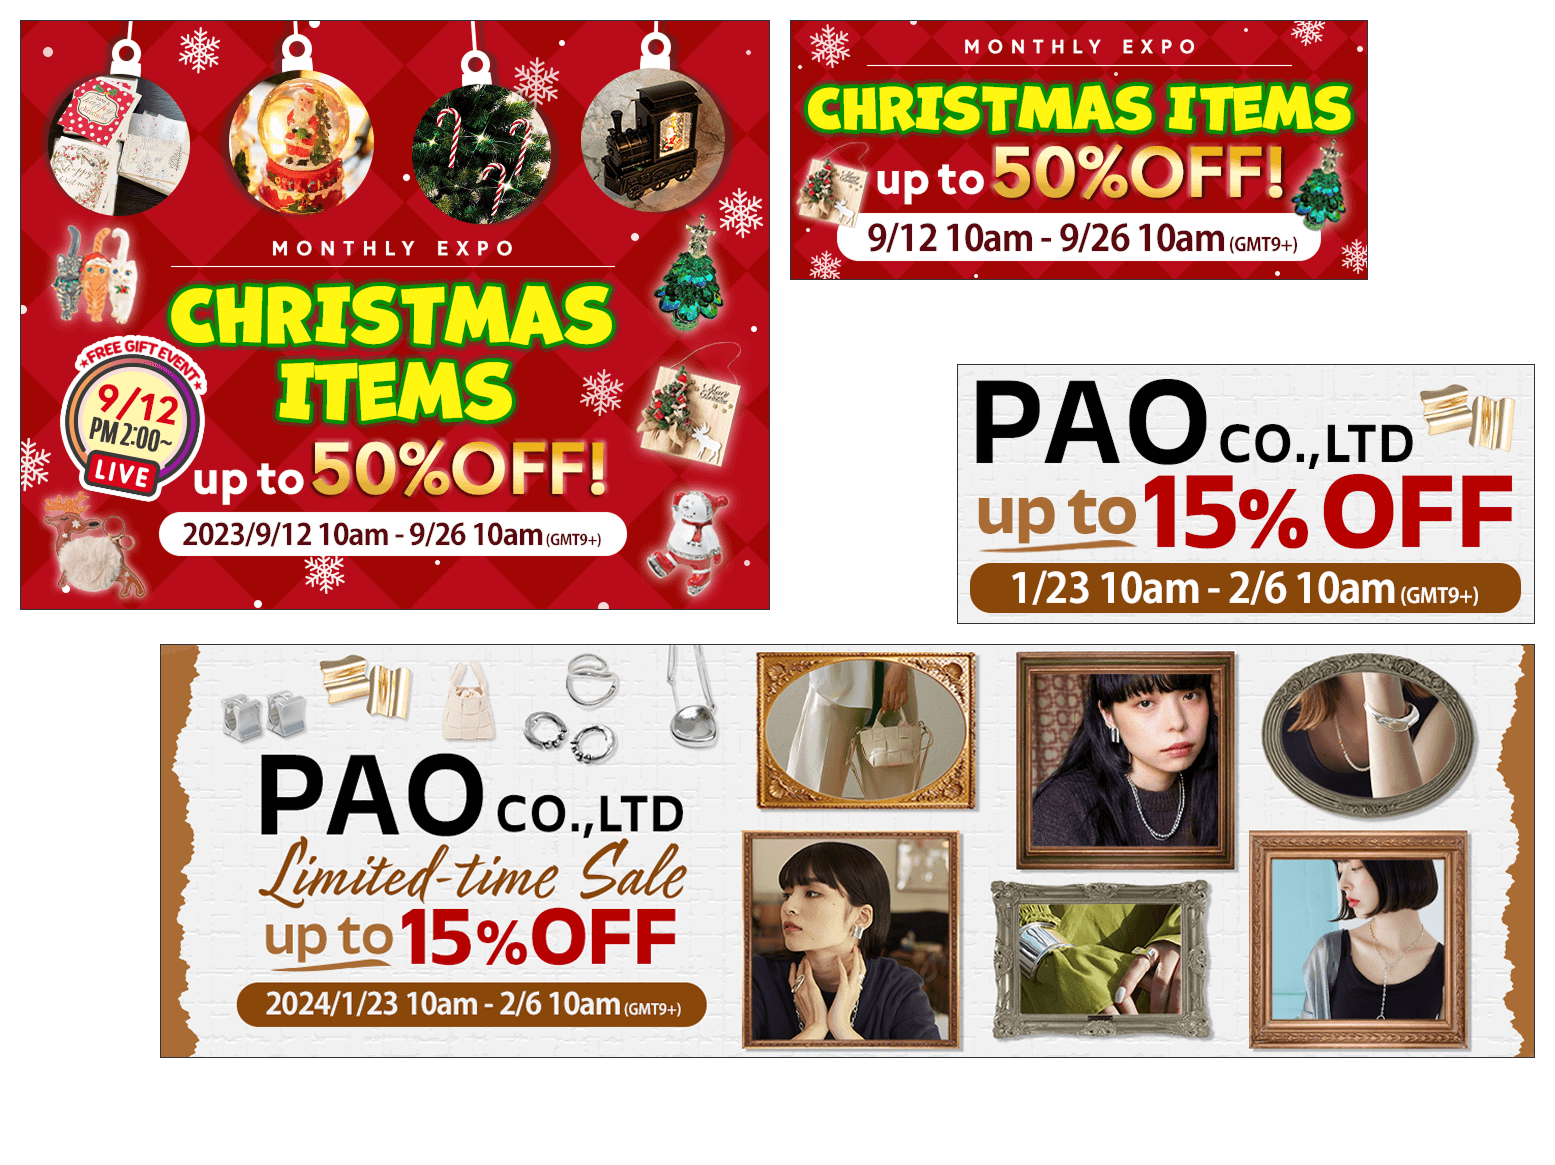 MONTHLY EXPO
CHRISTMAS
ITEMS
up to 50%OFF!
2023/9/12 10am - 9/26 10am (GMT9+)
FREE GIFT EVENT
9/12
PM 2:00~
LIVE
MONTHLY EXPO
CHRISTMAS ITEMS
up to 50%OFF!
9/12 10am - 9/26 10am (GMT9+)
PAO CO.,LTD
up to 15% OFF
1/23 10am - 2/6 10am (GMT9+)
PAO CO.,LTD
Limited-time Sale
up to 15%OFF
2024/1/23 10am - 2/6 10am (GMT9+)